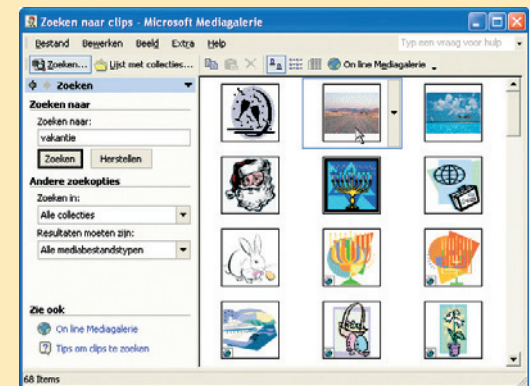 Zoeken naar clips - Microsoft Mediagalerie
Bestand Bewerken Beeld Extra Help
Typ een vraag voor hulp
Zoeken... Lijst met collecties... On line Mediagalerie
Zoeken
Zoeken naar
Zoeken naar:
vakantie
Zoeken Herstellen
Andere zoekopties
Zoeken in:
Alle collecties
Resultaten moeten zijn:
Alle mediabestandstypen
Zie ook
On line Mediagalerie
Tips om clips te zoeken
68 Items